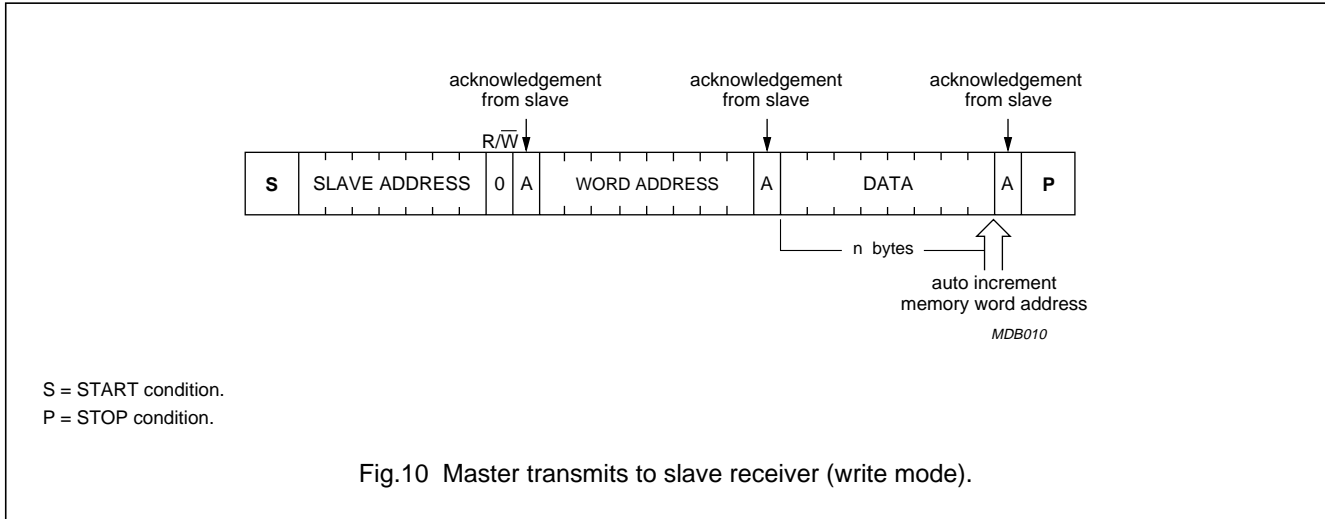 acknowledgement
from slave
acknowledgement
from slave
acknowledgement
from slave
R/W̅
S SLAVE ADDRESS 0 A WORD ADDRESS A DATA A P
n bytes
auto increment
memory word address
MDB010
S = START condition.
P = STOP condition.
Fig.10 Master transmits to slave receiver (write mode).